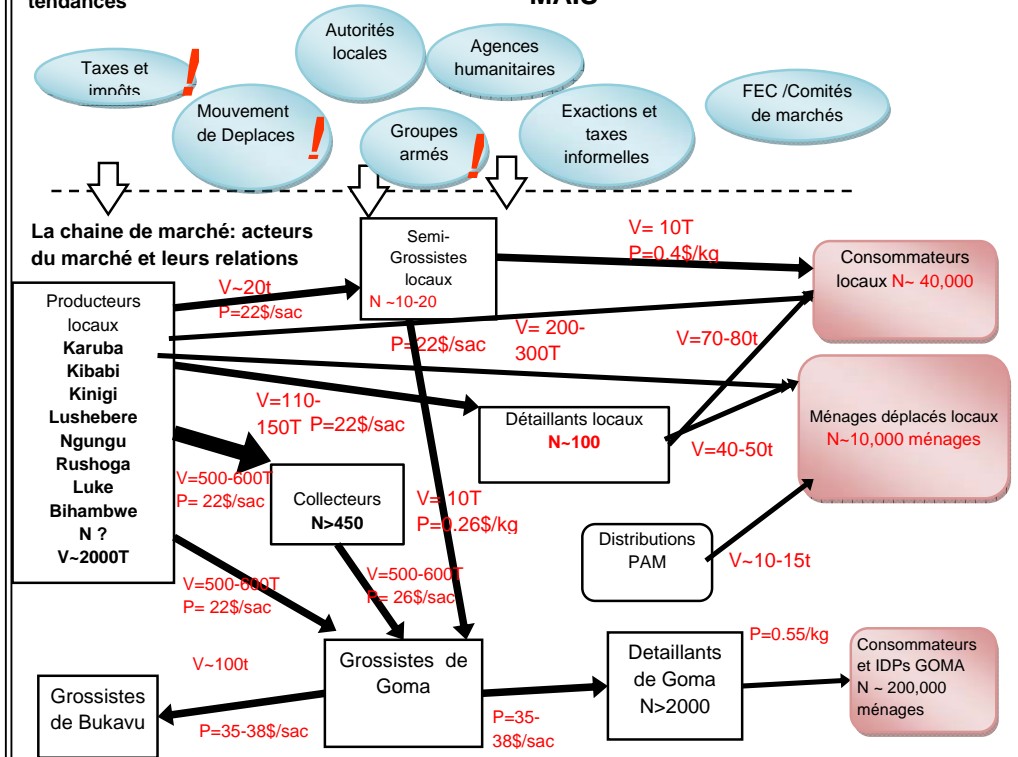 tendances
MAIS
Taxes et
impôts
!
Mouvement
de Deplaces
!
Autorité
locales
Agences
humanitaires
Groupes
armés
!
Exactions et
taxes
informelles
FEC /Comités
de marchés
La chaine de marché: acteurs
du marché et leurs relations
Producteurs
locaux
Karuba
Kibabi
Kinigi
Lushebere
Ngungu
Rushoga
Luke
Bihambwe
N ?
V~2000T
V~20t
P=22$/sac
Semi-
Grossistes
locaux
N ~10-20
V= 10T
P=0.4$/kg
Consommateurs
locaux N~ 40,000
P=22$/sac
V= 200-
300T
V=70-80t
V=110-
150T P=22$/sac
Détaillants locaux
N~100
V=40-50t
Ménages déplacés locaux
N~10,000 ménages
V=500-600T
P= 22$/sac
Collecteurs
N>450
V= 10T
P=0.26$/kg
Distributions
PAM
V~10-15t
V=500-600T
P= 22$/sac
V=500-600T
P= 26$/sac
Grossistes de
Goma
V~100t
P=35-38$/sac
Grossistes
de Bukavu
P=35-
38$/sac
Detaillants
de Goma
N>2000
P=0.55/kg
Consommateurs
et IDPs GOMA
N ~ 200,000
ménages